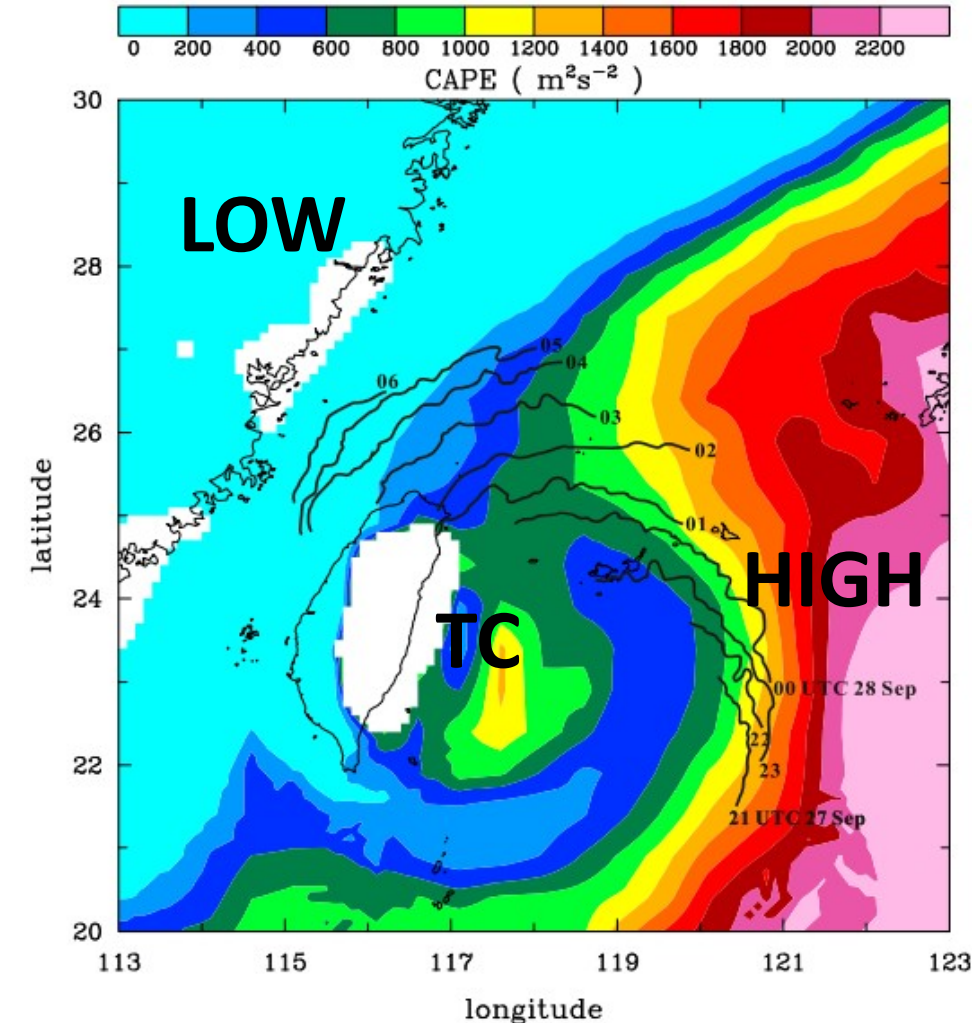 0 200 400 600 800 1000 1200 1400 1600 1800 2000 2200
CAPE ( m²s⁻² )
30
LOW
28
05
04
06
03
26
02
01
latitude
HIGH
24
TC
00 UTC 28 Sep
22
23
22
21 UTC 27 Sep
20
113 115 117 119 121 123
longitude